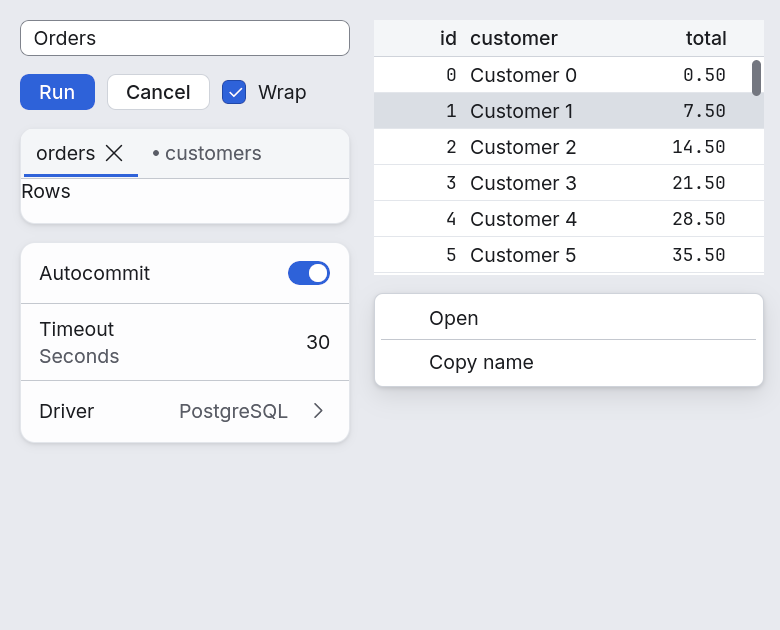 Orders
Run Cancel Wrap
orders • customers
Rows
Autocommit
Timeout
Seconds
30
Driver PostgreSQL
id customer total
0 Customer 0 0.50
1 Customer 1 7.50
2 Customer 2 14.50
3 Customer 3 21.50
4 Customer 4 28.50
5 Customer 5 35.50
Open
Copy name